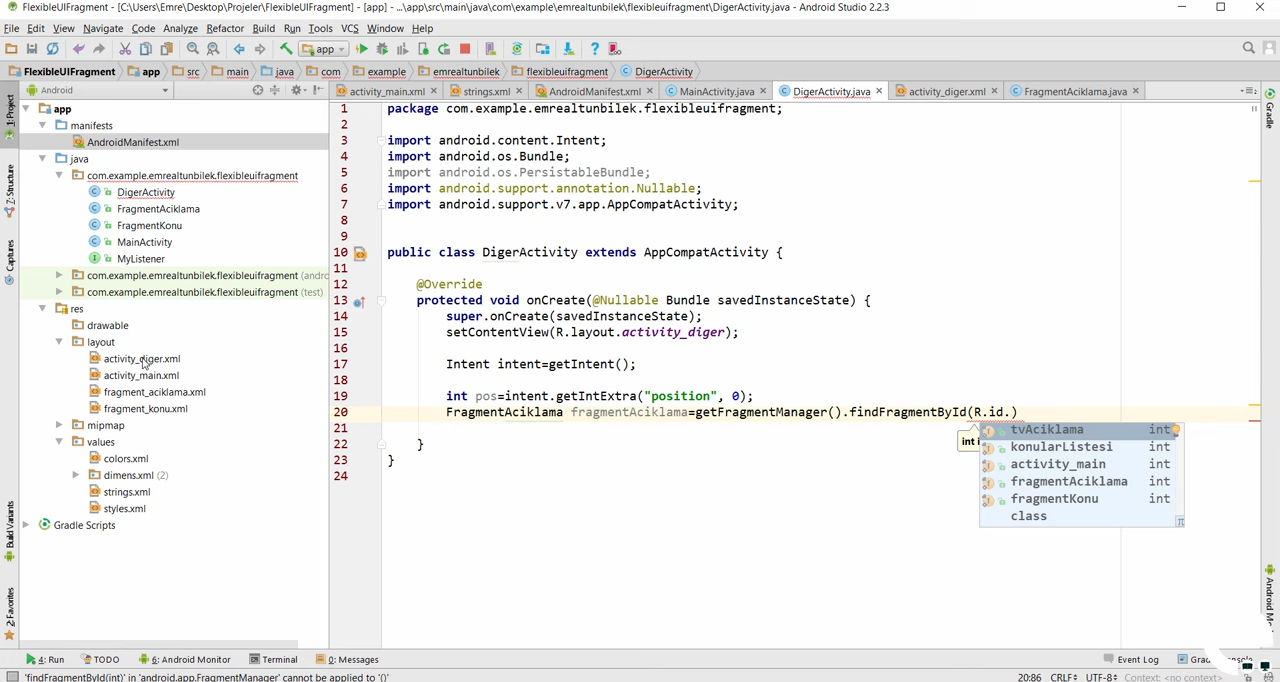 FlexibleUIFragment - [C:\Users\Emre\Desktop\Projeler\FlexibleUIFragment] - [app] - ...\app\src\main\java\com\example\emrealtunbilek\flexibleuifragment\DigerActivity.java - Android Studio 2.2.3
File Edit View Navigate Code Analyze Refactor Build Run Tools VCS Window Help
app
FlexibleUIFragment app src main java com example emrealtunbilek flexibleuifragment DigerActivity
Android
activity_main.xml strings.xml AndroidManifest.xml MainActivity.java DigerActivity.java activity_diger.xml FragmentAciklama.java
1: Project
Z: Structure
Captures
Build Variants
2: Favorites
app
manifests
AndroidManifest.xml
java
com.example.emrealtunbilek.flexibleuifragment
DigerActivity
FragmentAciklama
FragmentKonu
MainActivity
MyListener
com.example.emrealtunbilek.flexibleuifragment (andro
com.example.emrealtunbilek.flexibleuifragment (test)
res
drawable
layout
activity_diger.xml
activity_main.xml
fragment_aciklama.xml
fragment_konu.xml
mipmap
values
colors.xml
dimens.xml (2)
strings.xml
styles.xml
Gradle Scripts
1 package com.example.emrealtunbilek.flexibleuifragment;
2
3 import android.content.Intent;
4 import android.os.Bundle;
5 import android.os.PersistableBundle;
6 import android.support.annotation.Nullable;
7 import android.support.v7.app.AppCompatActivity;
8
9
10 public class DigerActivity extends AppCompatActivity {
11
12 @Override
13 protected void onCreate(@Nullable Bundle savedInstanceState) {
14 super.onCreate(savedInstanceState);
15 setContentView(R.layout.activity_diger);
16
17 Intent intent=getIntent();
18
19 int pos=intent.getIntExtra("position", 0);
20 FragmentAciklama fragmentAciklama=getFragmentManager().findFragmentById(R.id.)
21
22 }
23 }
24
int i
tvAciklama int
konularListesi int
activity_main int
fragmentAciklama int
fragmentKonu int
class
Gradle
4: Run TODO 6: Android Monitor Terminal 0: Messages Event Log
'findFragmentById(int)' in 'android.app.FragmentManager' cannot be applied to '()' 20:86 CRLF UTF-8 Context: <no context>